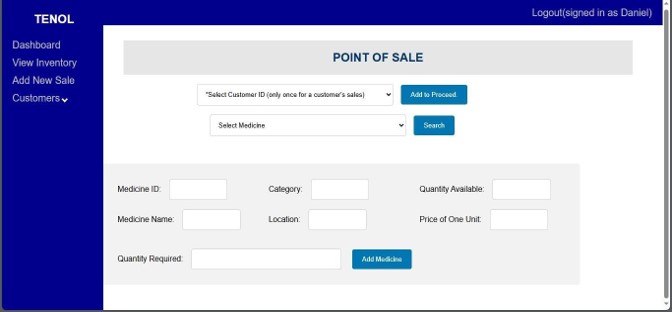 TENOL
Logout(signed in as Daniel)
Dashboard
View Inventory
Add New Sale
Customers
POINT OF SALE
*Select Customer ID (only once for a customer's sales)
Add to Proceed.
Select Medicine
Search
Medicine ID:
Category:
Quantity Available:
Medicine Name:
Location:
Price of One Unit:
Quantity Required:
Add Medicine